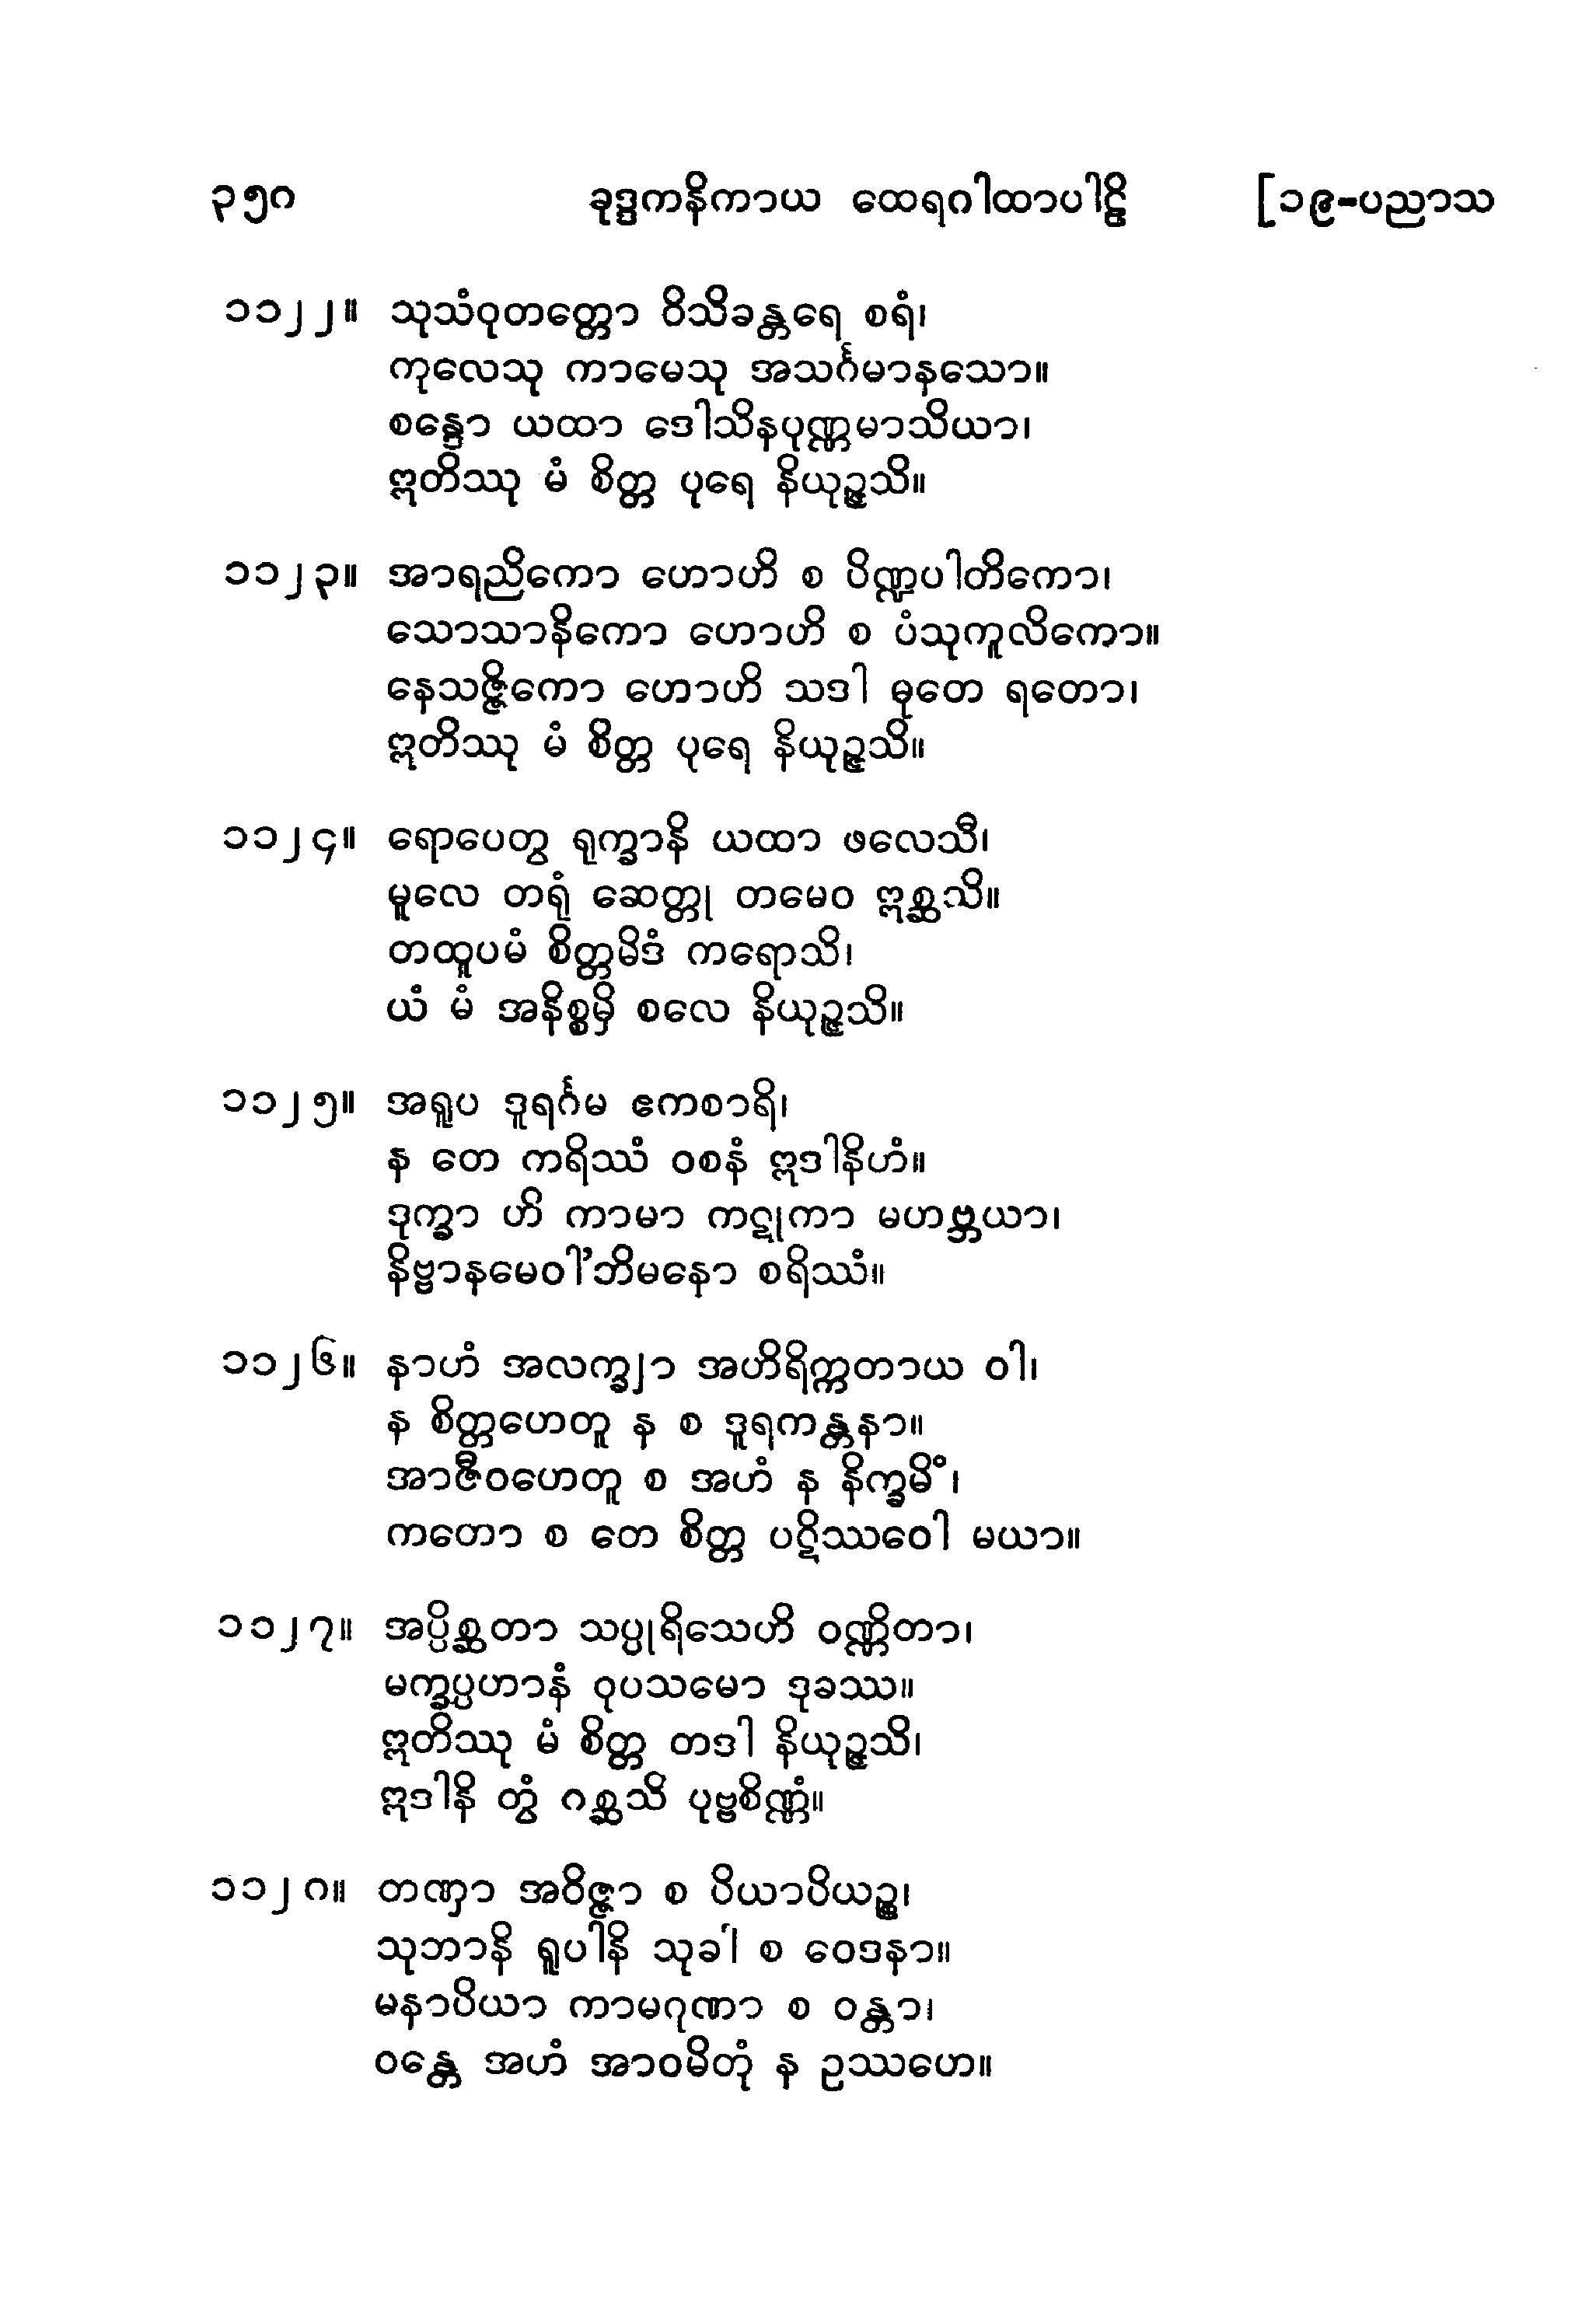 ၃၅၀ ခုဒ္ဒကနိကာယ ထေရဂါထာပါဠိ [၁၉-ပညာသ
၁၁၂၂။ သုသံဝုတတ္တော ဝိသိခန္တရေ စရံ၊
ကုလေသု ကာမေသု အသင်္ဂမာနသော။
စန္ဒော ယထာ ဒေါသိနပုဏ္ဏမာသိယာ၊
ဣတိဿု မံ စိတ္တ ပုရေ နိယုဉ္ဇသိ။
၁၁၂၃။ အာရညိကော ဟောဟိ စ ပိဏ္ဍပါတိကော၊
သောသာနိကော ဟောဟိ စ ပံသုကူလိကော။
နေသဇ္ဇိကော ဟောဟိ သဒါ ဓုတေ ရတော၊
ဣတိဿု မံ စိတ္တ ပုရေ နိယုဉ္ဇသိ။
၁၁၂၄။ ရောပေတွ ရုက္ခာနိ ယထာ ဖလေသီ၊
မူလေ တရုံ ဆေတ္တု တမေဝ ဣစ္ဆသိ။
တထူပမံ စိတ္တမိဒံ ကရောသိ၊
ယံ မံ အနိစ္စမှိ စလေ နိယုဉ္ဇသိ။
၁၁၂၅။ အရူပ ဒူရင်္ဂမ ဧကစာရိ၊
န တေ ကရိဿံ ဝစနံ ဣဒါနိဟံ။
ဒုက္ခာ ဟိ ကာမာ ကဋုကာ မဟဗ္ဘယာ၊
နိဗ္ဗာနမေဝါ'ဘိမနော စရိဿံ။
၁၁၂၆။ နာဟံ အလက္ချာ အဟိရိက္ကတာယ ဝါ၊
န စိတ္တဟေတူ န စ ဒူရကန္တနာ။
အာဇီဝဟေတူ စ အဟံ န နိက္ခမိံ၊
ကတော စ တေ စိတ္တ ပဋိဿဝေါ မယာ။
၁၁၂၇။ အပ္ပိစ္ဆတာ သပ္ပုရိသေဟိ ဝဏ္ဏိတာ၊
မက္ခပ္ပဟာနံ ဝုပသမော ဒုခဿ။
ဣတိဿု မံ စိတ္တ တဒါ နိယုဉ္ဇသိ၊
ဣဒါနိ တွံ ဂစ္ဆသိ ပုဗ္ဗစိဏ္ဏံ။
၁၁၂၈။ တဏှာ အဝိဇ္ဇာ စ ပိယာပိယဉ္စ၊
သုဘာနိ ရူပါနိ သုခါ စ ဝေဒနာ။
မနာပိယာ ကာမဂုဏာ စ ဝန္တာ၊
ဝန္တေ အဟံ အာဝမိတုံ န ဥဿဟေ။